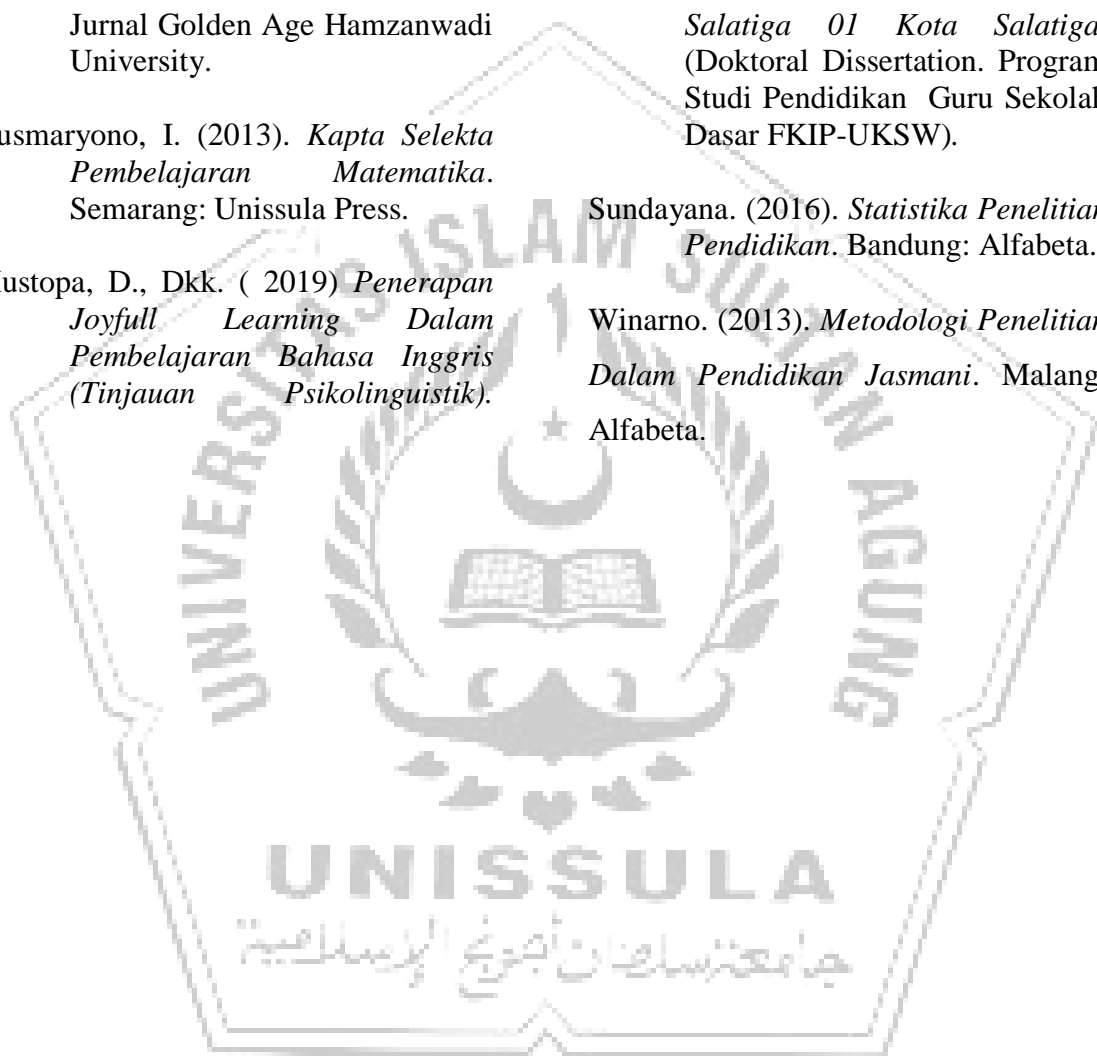 Jurnal Golden Age Hamzanwadi
University.
usmaryono, I. (2013). Kapta Selekta
Pembelajaran Matematika.
Semarang: Unissula Press.
ustopa, D., Dkk. ( 2019) Penerapan
Joyfull Learning Dalam
Pembelajaran Bahasa Inggris
(Tinjauan Psikolinguistik).
Salatiga 01 Kota Salatiga
(Doktoral Dissertation. Program
Studi Pendidikan Guru Sekolah
Dasar FKIP-UKSW).
Sundayana. (2016). Statistika Penelitian
Pendidikan. Bandung: Alfabeta.
Winarno. (2013). Metodologi Penelitian
Dalam Pendidikan Jasmani. Malang
Alfabeta.
UNIVERSITAS ISLAM SULTAN AGUNG
UNISSULA
جامعتنسلطان أجونج الإسلامية